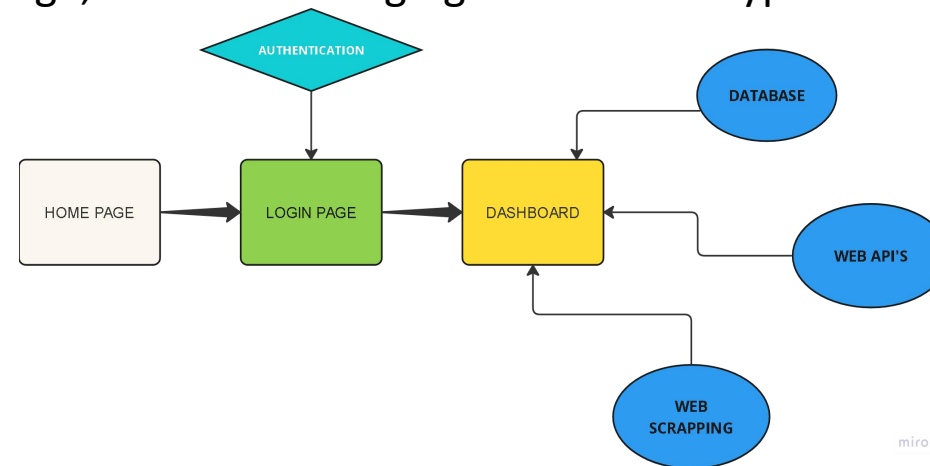 AUTHENTICATION
DATABASE
HOME PAGE
LOGIN PAGE
DASHBOARD
WEB API'S
WEB
SCRAPPING
miro